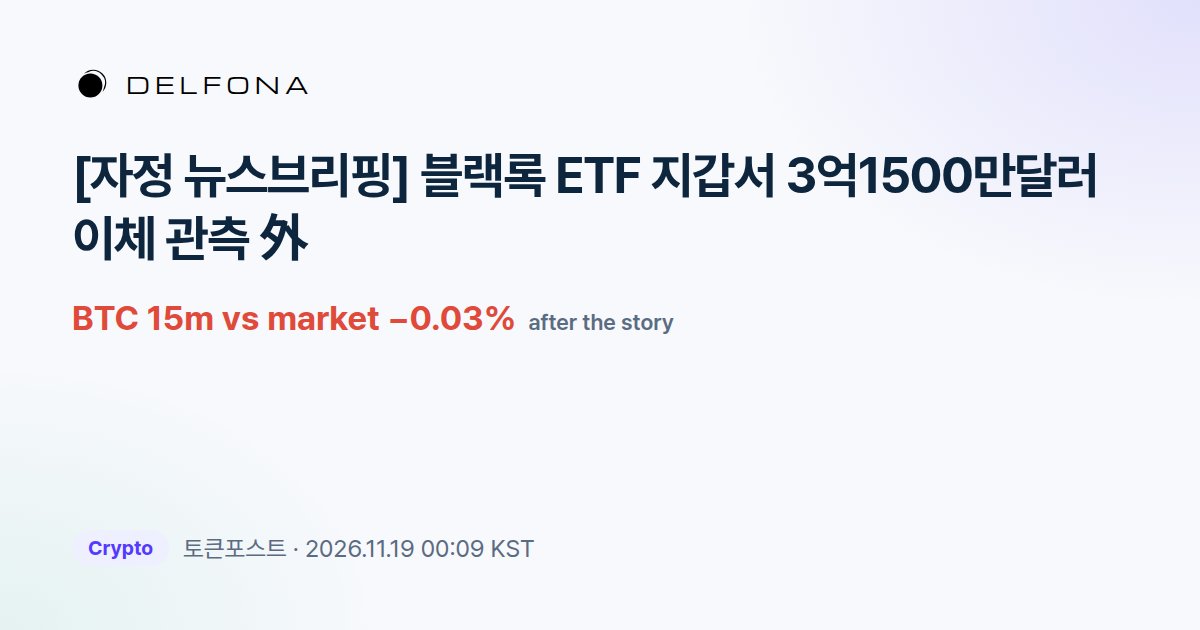 DELFONA
[자정 뉴스브리핑] 블랙록 ETF 지갑서 3억1500만달러
이체 관측 外
BTC 15m vs market −0.03% after the story
Crypto 토큰포스트 · 2026.11.19 00:09 KST